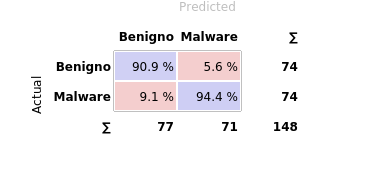 Predicted
Benigno Malware Σ
Benigno 90.9 % 5.6 % 74
Actual
Malware 9.1 % 94.4 % 74
Σ 77 71 148